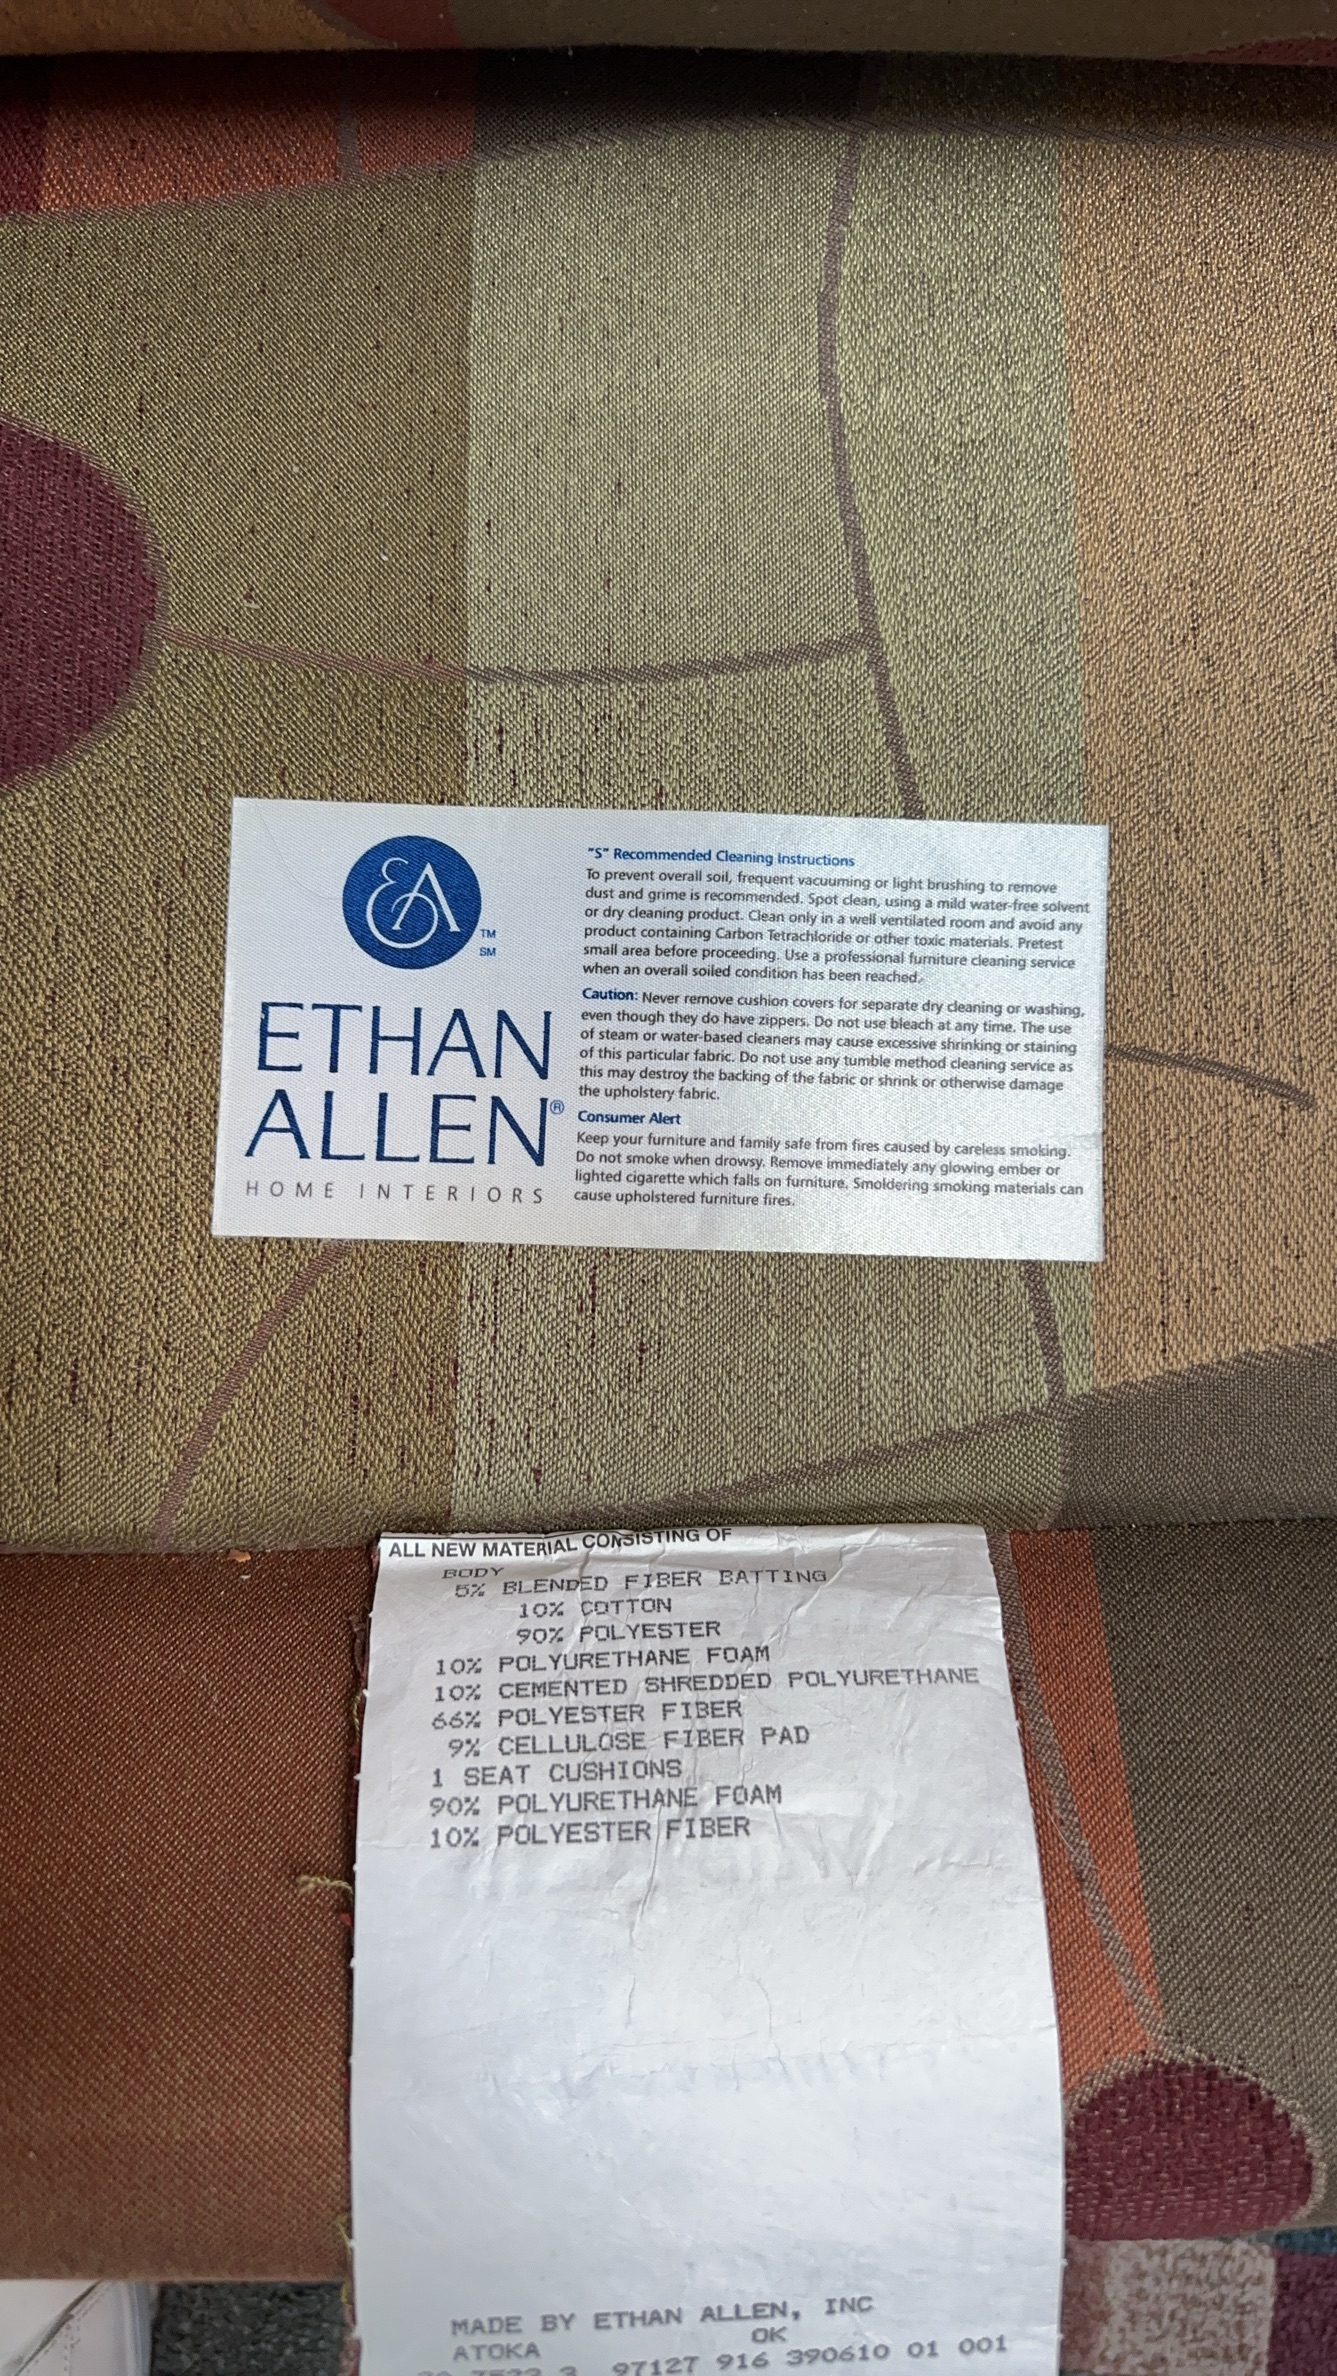 EA
TM
SM
ETHAN
ALLEN®
HOME INTERIORS
"S" Recommended Cleaning Instructions
To prevent overall soil, frequent vacuuming or light brushing to remove
dust and grime is recommended. Spot clean, using a mild water-free solvent
or dry cleaning product. Clean only in a well ventilated room and avoid any
product containing Carbon Tetrachloride or other toxic materials. Pretest
small area before proceeding. Use a professional furniture cleaning service
when an overall soiled condition has been reached.
Caution: Never remove cushion covers for separate dry cleaning or washing,
even though they do have zippers. Do not use bleach at any time. The use
of steam or water-based cleaners may cause excessive shrinking or staining
of this particular fabric. Do not use any tumble method cleaning service as
this may destroy the backing of the fabric or shrink or otherwise damage
the upholstery fabric.
Consumer Alert
Keep your furniture and family safe from fires caused by careless smoking.
Do not smoke when drowsy. Remove immediately any glowing ember or
lighted cigarette which falls on furniture. Smoldering smoking materials can
cause upholstered furniture fires.
ALL NEW MATERIAL CONSISTING OF
BODY
5% BLENDED FIBER BATTING
10% COTTON
90% POLYESTER
10% POLYURETHANE FOAM
10% CEMENTED SHREDDED POLYURETHANE
66% POLYESTER FIBER
9% CELLULOSE FIBER PAD
1 SEAT CUSHIONS
90% POLYURETHANE FOAM
10% POLYESTER FIBER
MADE BY ETHAN ALLEN, INC
ATOKA OK
97127 916 390610 01 001